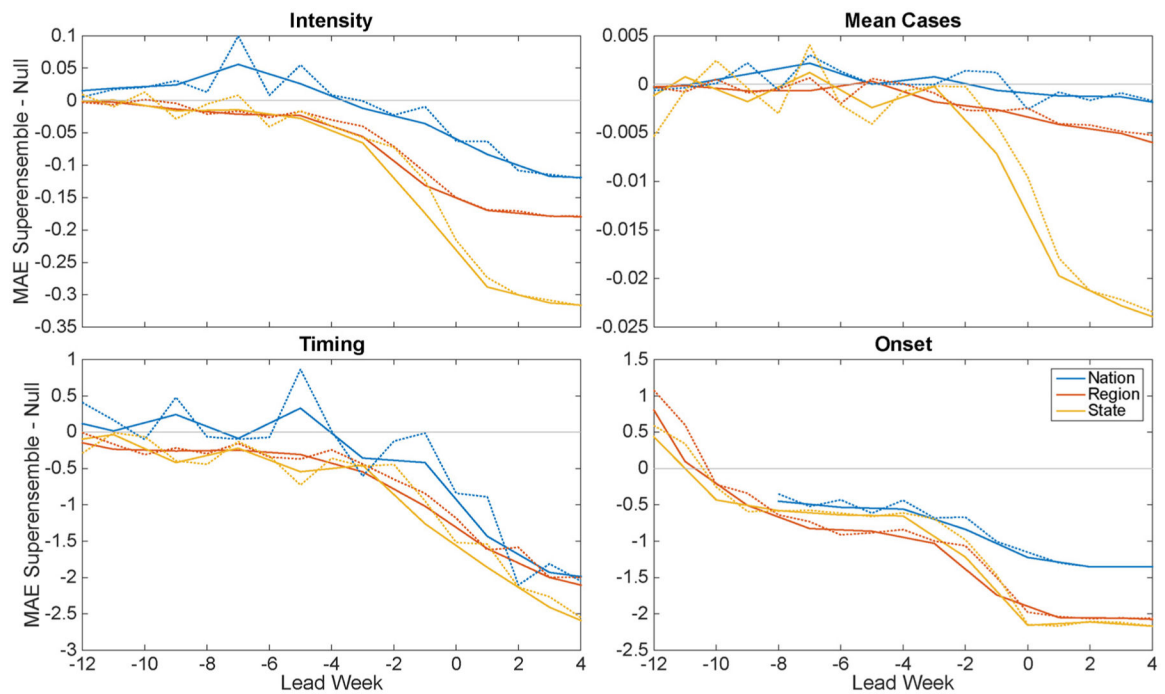 Intensity
Mean Cases
MAE Superensemble - Null
0.1
0.05
0
-0.05
-0.1
-0.15
-0.2
-0.25
-0.3
-0.35
0.005
0
-0.005
-0.01
-0.015
-0.02
-0.025
Timing
Onset
MAE Superensemble - Null
1
0.5
0
-0.5
-1
-1.5
-2
-2.5
-3
1.5
1
0.5
0
-0.5
-1
-1.5
-2
-2.5
Nation
Region
State
-12 -10 -8 -6 -4 -2 0 2 4
-12 -10 -8 -6 -4 -2 0 2 4
Lead Week
Lead Week